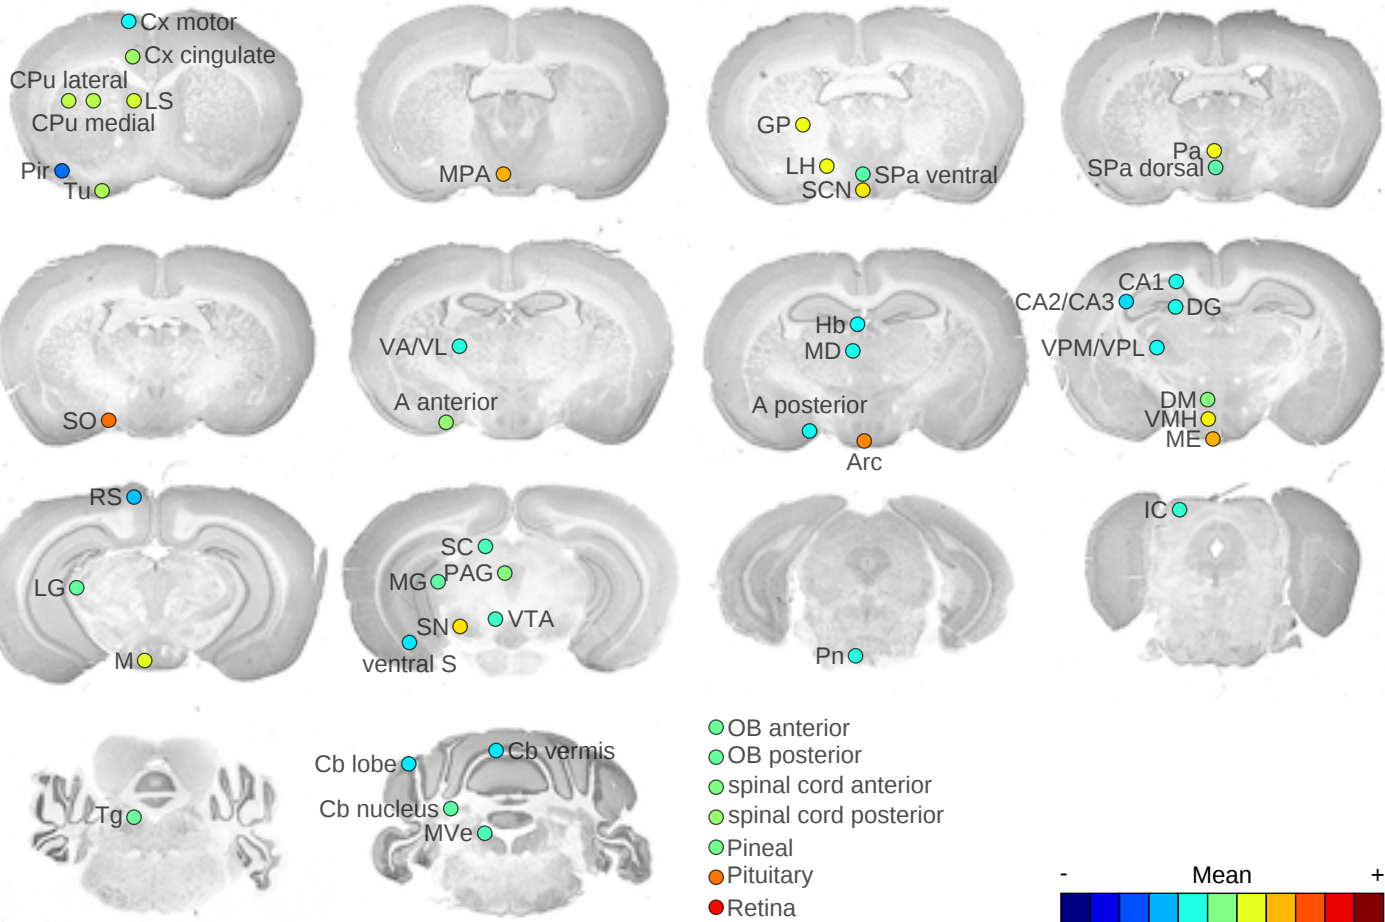 Cx motor
Cx cingulate
CPu lateral
LS
CPu medial
Pir
Tu
MPA
GP
LH
SPa ventral
SCN
Pa
SPa dorsal
SO
VA/VL
A anterior
Hb
MD
A posterior
Arc
CA1
CA2/CA3
DG
VPM/VPL
DM
VMH
ME
RS
LG
M
SC
MG
PAG
SN
VTA
ventral S
Pn
IC
Tg
Cb lobe
Cb vermis
Cb nucleus
MVe
OB anterior
OB posterior
spinal cord anterior
spinal cord posterior
Pineal
Pituitary
Retina
- Mean +